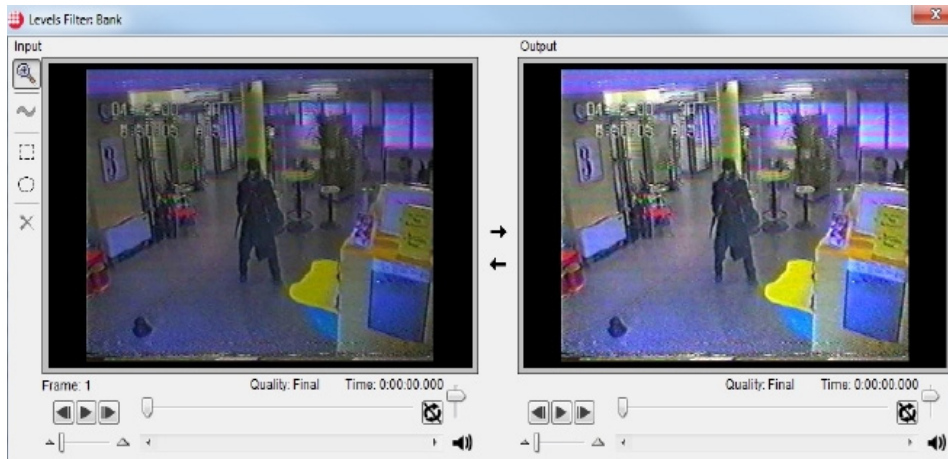 Levels Filter: Bank
Input
Output
Frame: 1
Quality: Final
Time: 0:00:00.000
Quality: Final
Time: 0:00:00.000